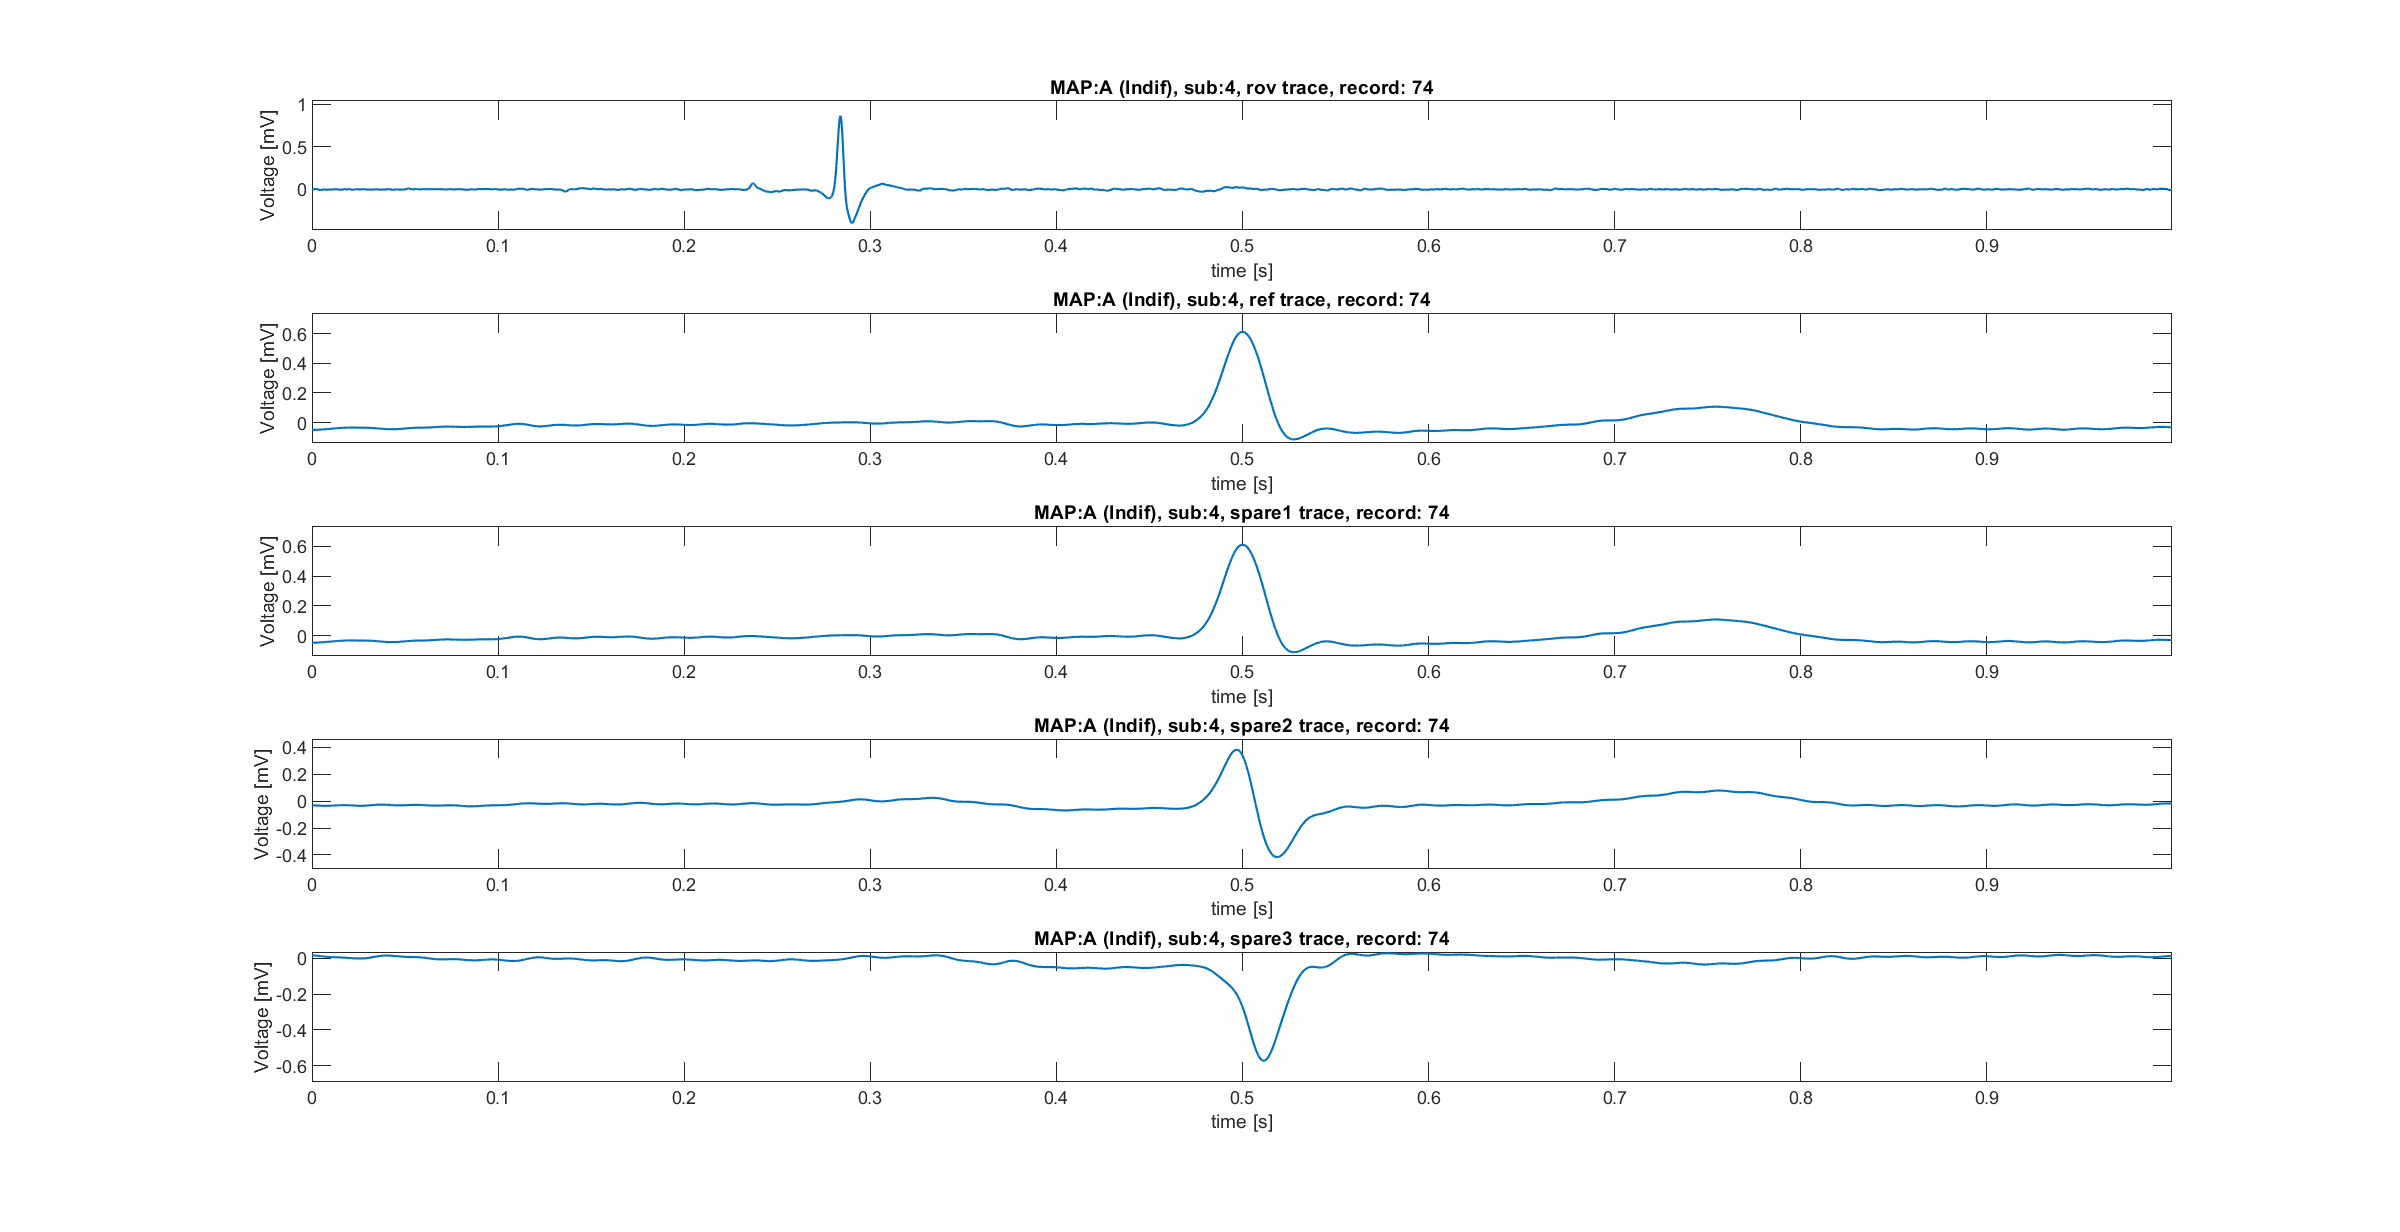 MAP:A (Indif), sub:4, rov trace, record: 74
1
0.5
0
Voltage [mV]
0 0.1 0.2 0.3 0.4 0.5 0.6 0.7 0.8 0.9
time [s]
MAP:A (Indif), sub:4, ref trace, record: 74
0.6
0.4
0.2
0
Voltage [mV]
0 0.1 0.2 0.3 0.4 0.5 0.6 0.7 0.8 0.9
time [s]
MAP:A (Indif), sub:4, spare1 trace, record: 74
0.6
0.4
0.2
0
Voltage [mV]
0 0.1 0.2 0.3 0.4 0.5 0.6 0.7 0.8 0.9
time [s]
MAP:A (Indif), sub:4, spare2 trace, record: 74
0.4
0.2
0
-0.2
-0.4
Voltage [mV]
0 0.1 0.2 0.3 0.4 0.5 0.6 0.7 0.8 0.9
time [s]
MAP:A (Indif), sub:4, spare3 trace, record: 74
0
-0.2
-0.4
-0.6
Voltage [mV]
0 0.1 0.2 0.3 0.4 0.5 0.6 0.7 0.8 0.9
time [s]